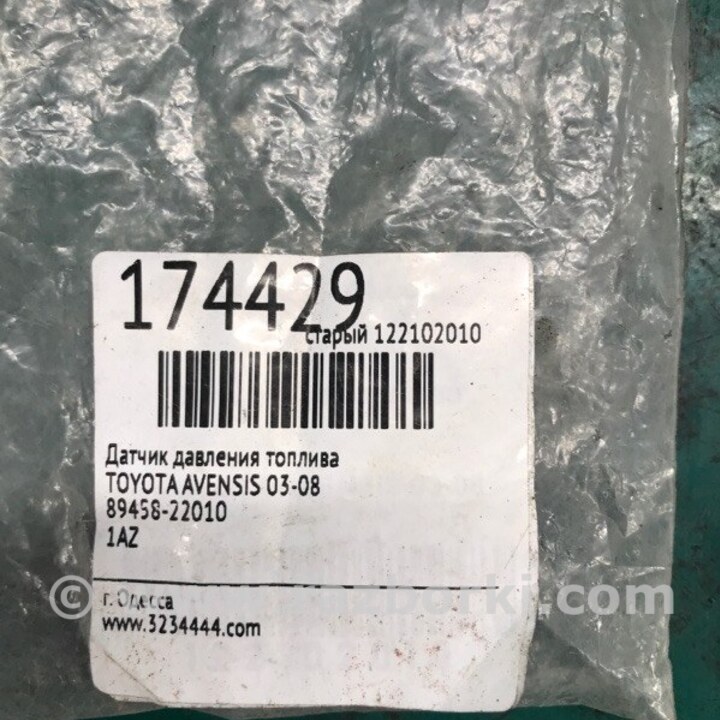 174429
старый 122102010
Датчик давления топлива
TOYOTA AVENSIS 03-08
89458-22010
1AZ
г. Одесса
www.3234444.com